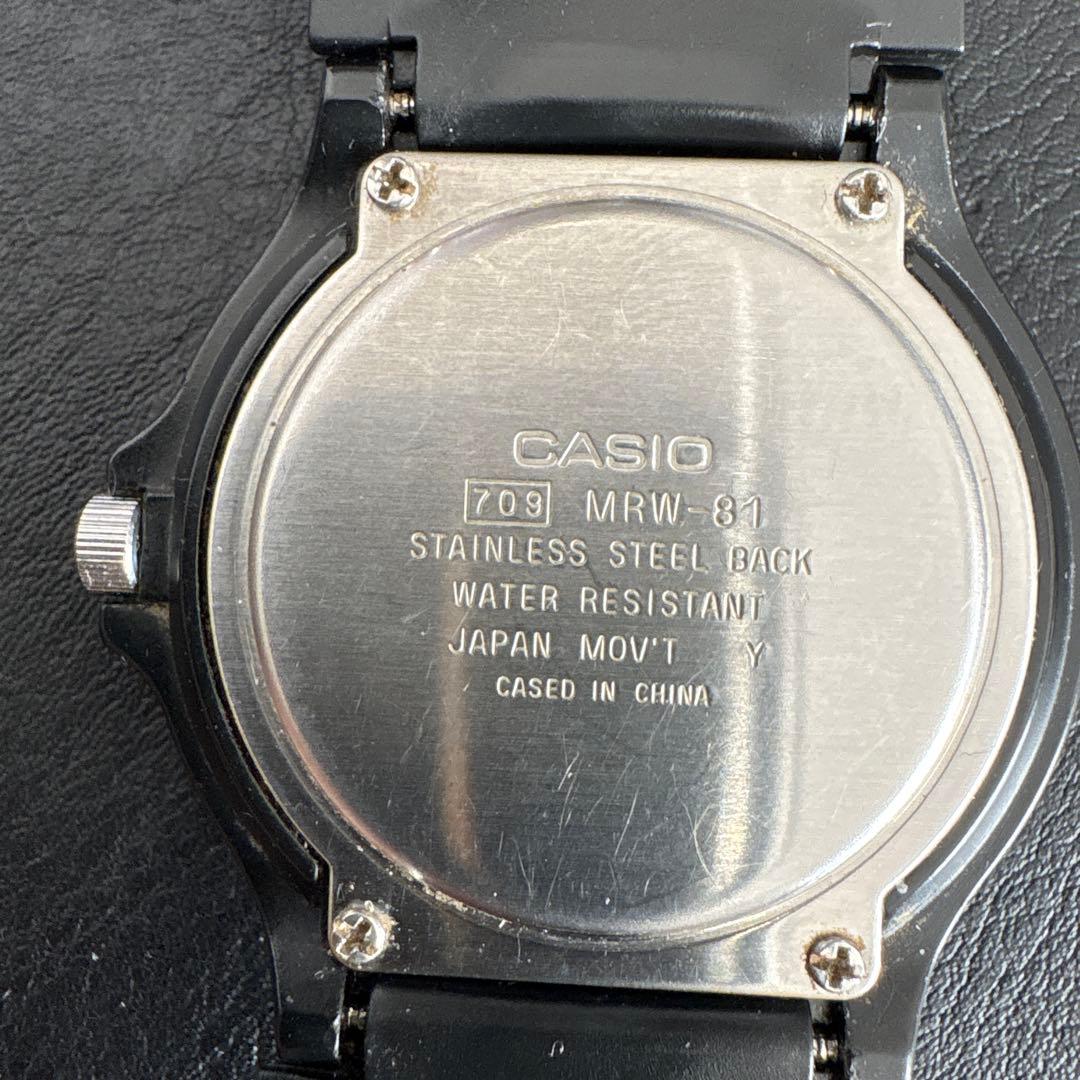 CASIO
709 MRW-81
STAINLESS STEEL BACK
WATER RESISTANT
JAPAN MOV'T Y
CASED IN CHINA